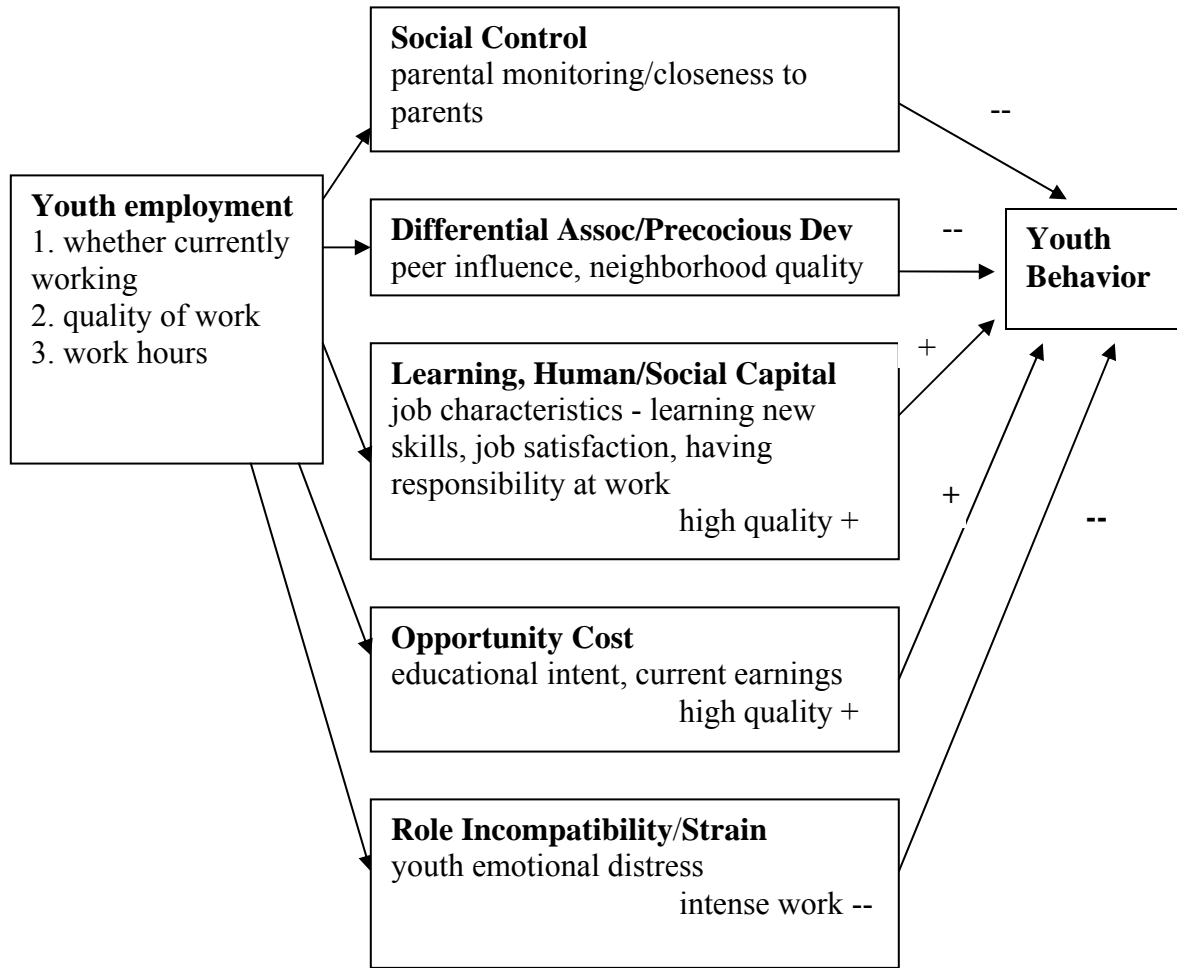 Social Control
parental monitoring/closeness to
parents
--
Youth employment
1. whether currently
working
2. quality of work
3. work hours
Differential Assoc/Precocious Dev
peer influence, neighborhood quality
--
Youth
Behavior
Learning, Human/Social Capital
job characteristics - learning new
skills, job satisfaction, having
responsibility at work
high quality +
+
Opportunity Cost
educational intent, current earnings
high quality +
+
Role Incompatibility/Strain
youth emotional distress
intense work --
--